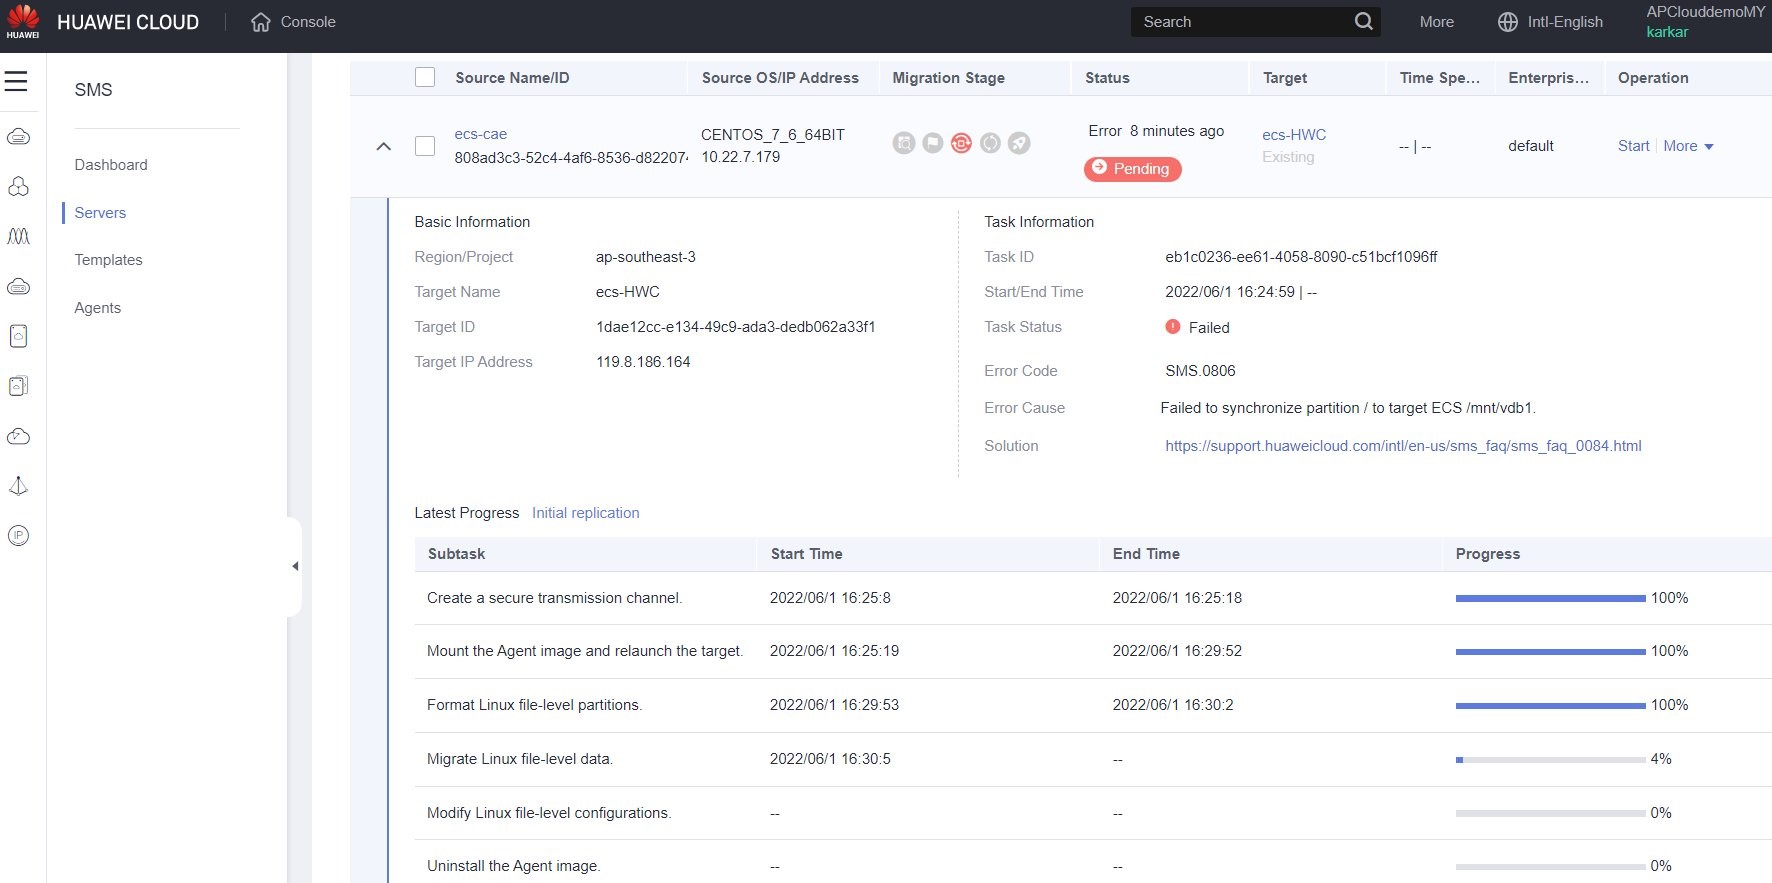 HUAWEI
HUAWEI CLOUD
Console
Search
More
Intl-English
APClouddemoMY
karkar
SMS
Dashboard
Servers
Templates
Agents
IP
Source Name/ID
Source OS/IP Address
Migration Stage
Status
Target
Time Spe...
Enterpris...
Operation
ecs-cae
808ad3c3-52c4-4af6-8536-d82207
CENTOS_7_6_64BIT
10.22.7.179
Error 8 minutes ago
Pending
ecs-HWC
Existing
-- | --
default
Start
More
Basic Information
Region/Project ap-southeast-3
Target Name ecs-HWC
Target ID 1dae12cc-e134-49c9-ada3-dedb062a33f1
Target IP Address 119.8.186.164
Task Information
Task ID eb1c0236-ee61-4058-8090-c51bcf1096ff
Start/End Time 2022/06/1 16:24:59 | --
Task Status Failed
Error Code SMS.0806
Error Cause Failed to synchronize partition / to target ECS /mnt/vdb1.
Solution https://support.huaweicloud.com/intl/en-us/sms_faq/sms_faq_0084.html
Latest Progress Initial replication
Subtask Start Time End Time Progress
Create a secure transmission channel. 2022/06/1 16:25:8 2022/06/1 16:25:18 100%
Mount the Agent image and relaunch the target. 2022/06/1 16:25:19 2022/06/1 16:29:52 100%
Format Linux file-level partitions. 2022/06/1 16:29:53 2022/06/1 16:30:2 100%
Migrate Linux file-level data. 2022/06/1 16:30:5 -- 4%
Modify Linux file-level configurations. -- -- 0%
Uninstall the Agent image. -- -- 0%